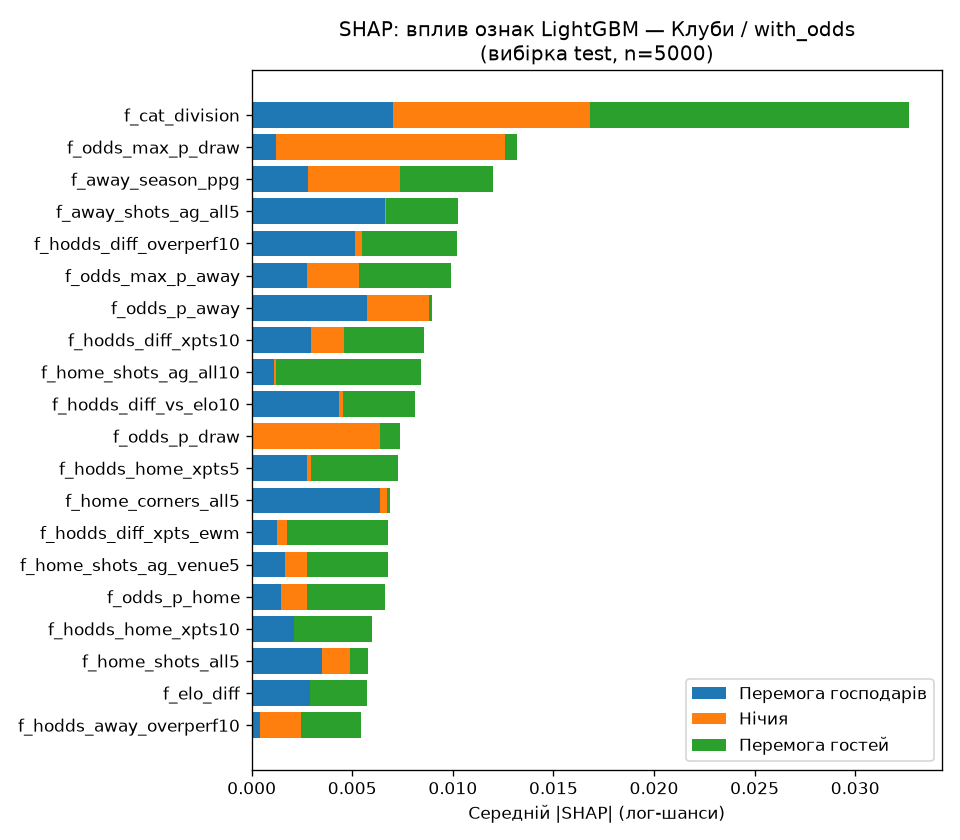 SHAP: вплив ознак LightGBM — Клуби / with_odds
(вибірка test, n=5000)
f_cat_division
f_odds_max_p_draw
f_away_season_ppg
f_away_shots_ag_all5
f_hodds_diff_overperf10
f_odds_max_p_away
f_odds_p_away
f_hodds_diff_xpts10
f_home_shots_ag_all10
f_hodds_diff_vs_elo10
f_odds_p_draw
f_hodds_home_xpts5
f_home_corners_all5
f_hodds_diff_xpts_ewm
f_home_shots_ag_venue5
f_odds_p_home
f_hodds_home_xpts10
f_home_shots_all5
f_elo_diff
f_hodds_away_overperf10
Перемога господарів
Нічия
Перемога гостей
0.000 0.005 0.010 0.015 0.020 0.025 0.030
Середній |SHAP| (лог-шанси)